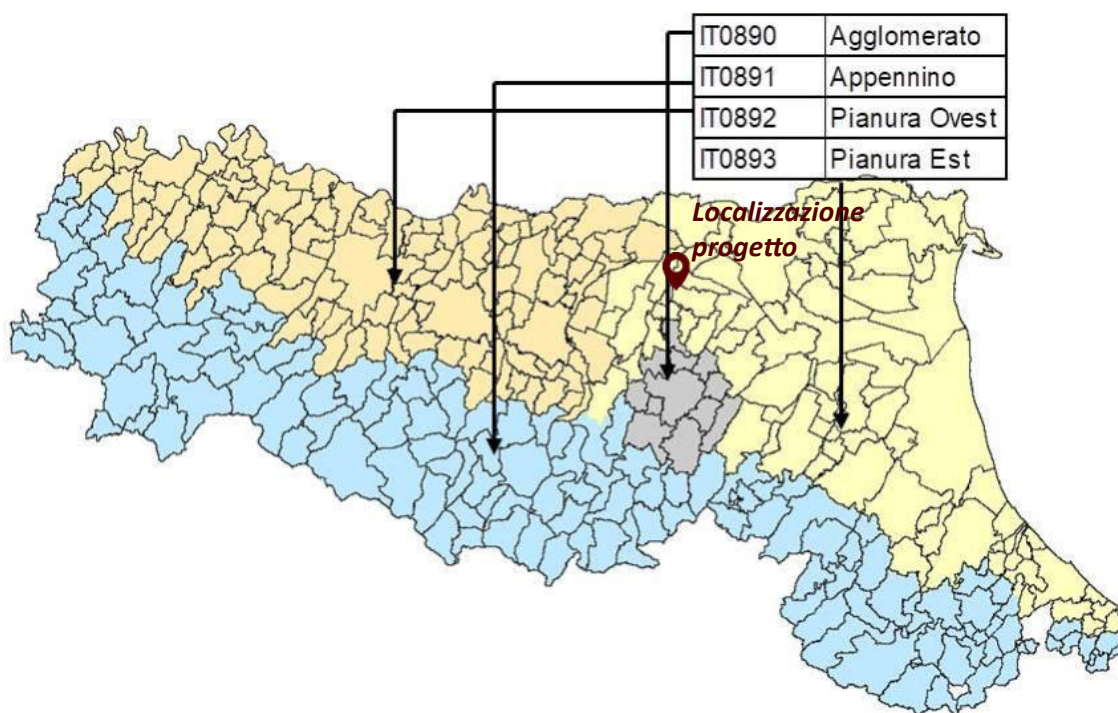 IT0890 Agglomerato
IT0891 Appennino
IT0892 Pianura Ovest
IT0893 Pianura Est
Localizzazione
progetto